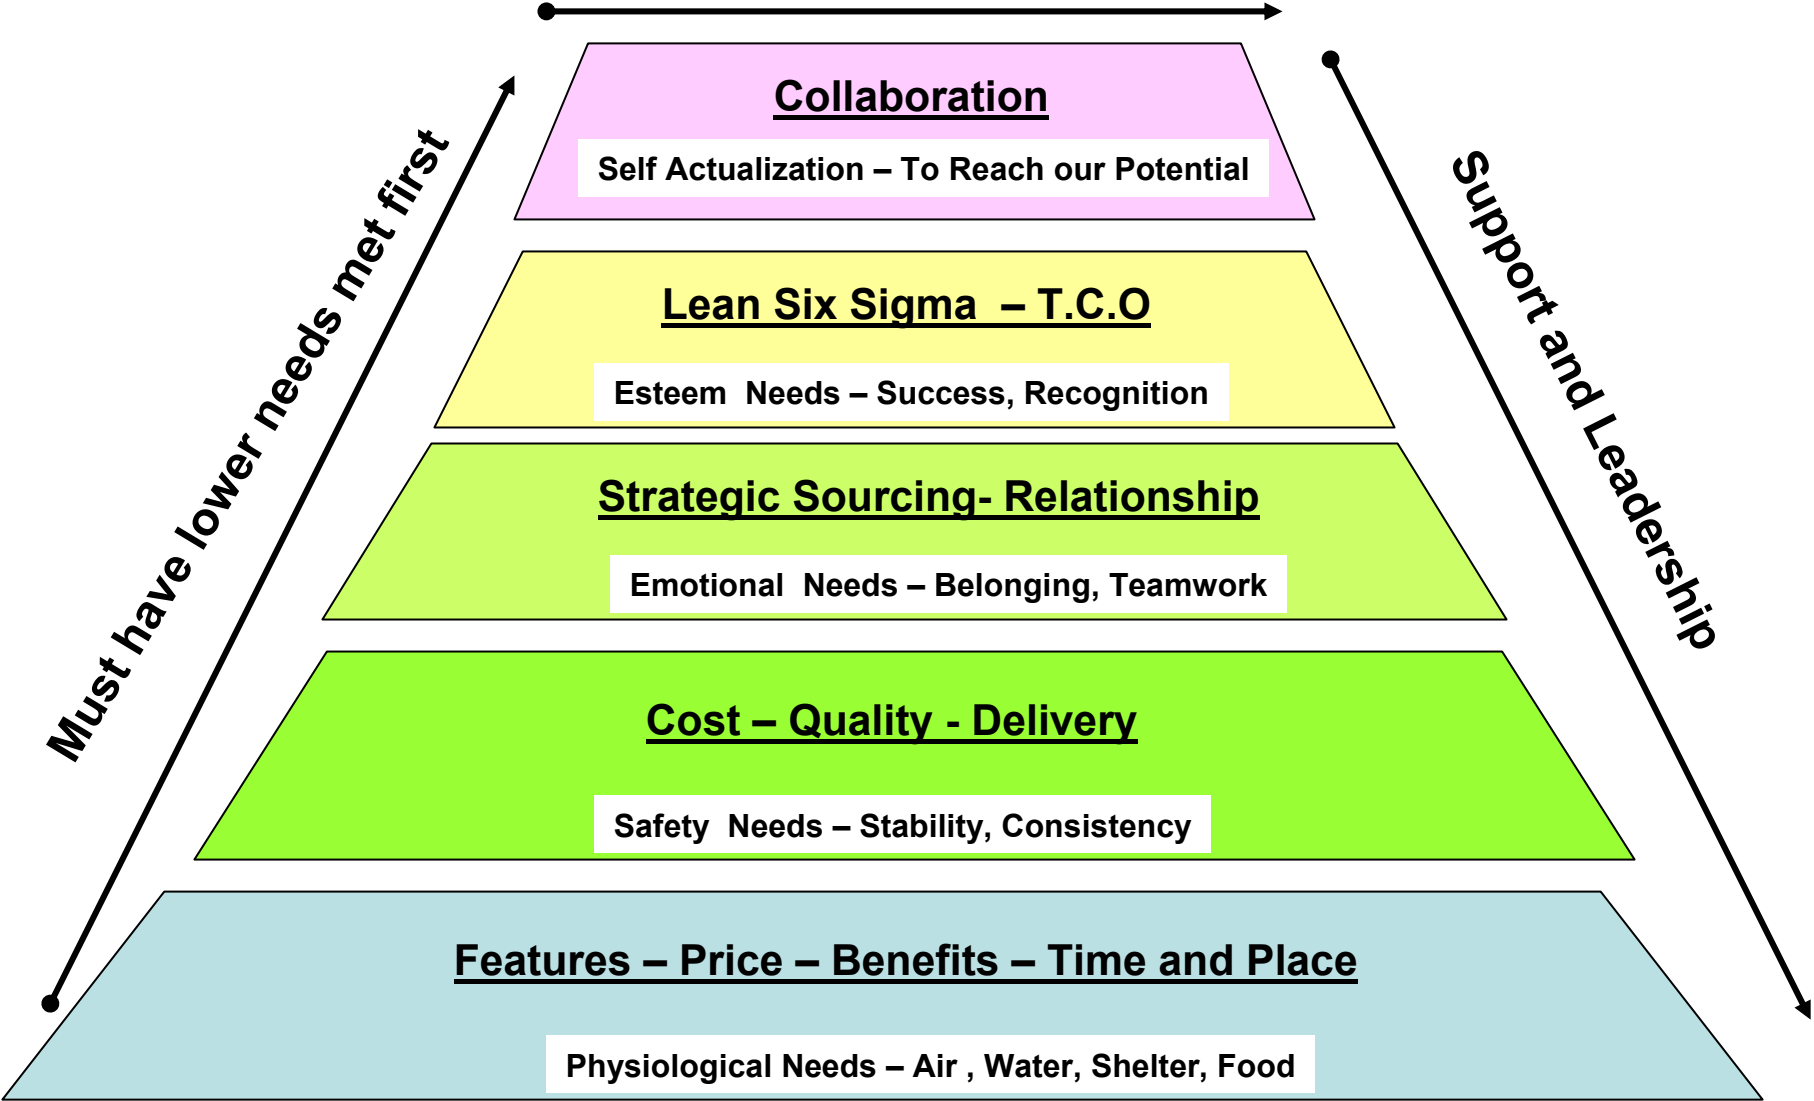 Collaboration
Self Actualization – To Reach our Potential
Must have lower needs met first
Support and Leadership
Lean Six Sigma – T.C.O
Esteem Needs – Success, Recognition
Strategic Sourcing- Relationship
Emotional Needs – Belonging, Teamwork
Cost – Quality - Delivery
Safety Needs – Stability, Consistency
Features – Price – Benefits – Time and Place
Physiological Needs – Air , Water, Shelter, Food